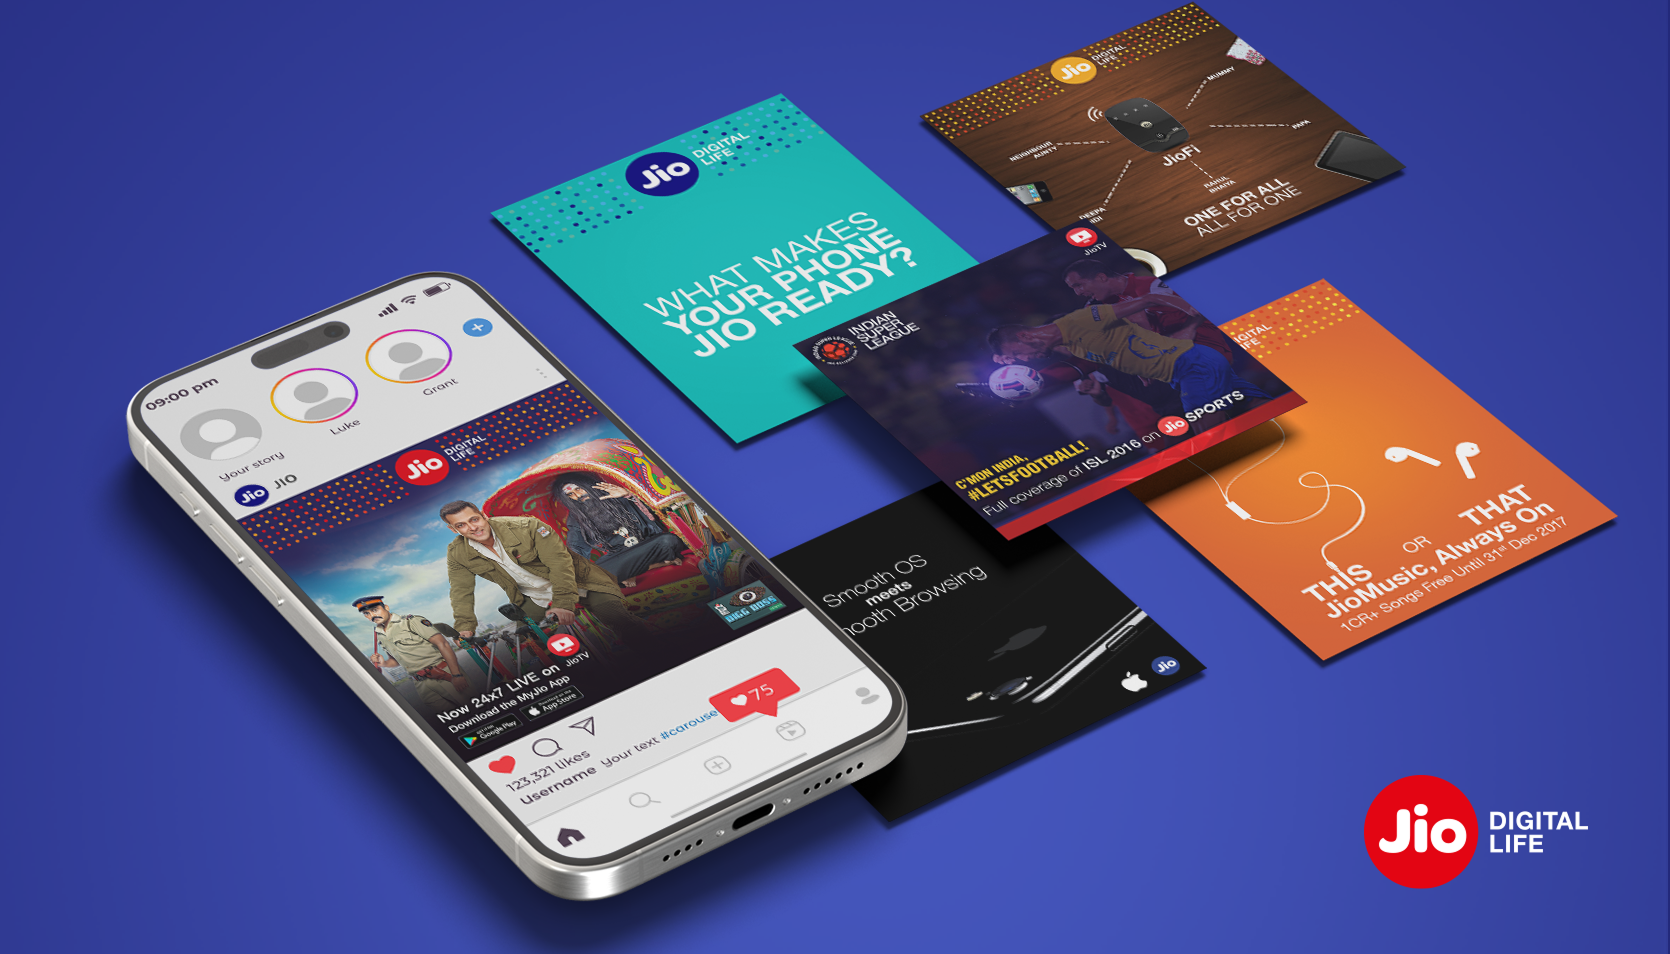 09:00 pm
Your story
Luke
Grant
Jio
JIO
Jio
DIGITAL
LIFE
BIGG BOSS
Now 24x7 LIVE on
JioTV
Download the MyJio App
Google Play
App Store
123,321 likes
Username Your text #carouse
75
Jio
DIGITAL
LIFE
WHAT MAKES
YOUR PHONE
JIO READY?
Jio
DIGITAL
LIFE
MUMMY
PAPA
NEIGHBOUR
AUNTY
JioFi
RAHUL
BHAIYA
DEEPA
IDI
ONE FOR ALL
ALL FOR ONE
JioTV
INDIAN
SUPER
LEAGUE
C'MON INDIA,
#LETSFOOTBALL!
Full coverage of ISL 2016 on Jio SPORTS
IGITAL
IFE
THIS OR THAT
JioMusic, Always On
1CR+ Songs Free Until 31st Dec 2017
Smooth OS
meets
ooth Browsing
Jio
Jio
DIGITAL
LIFE